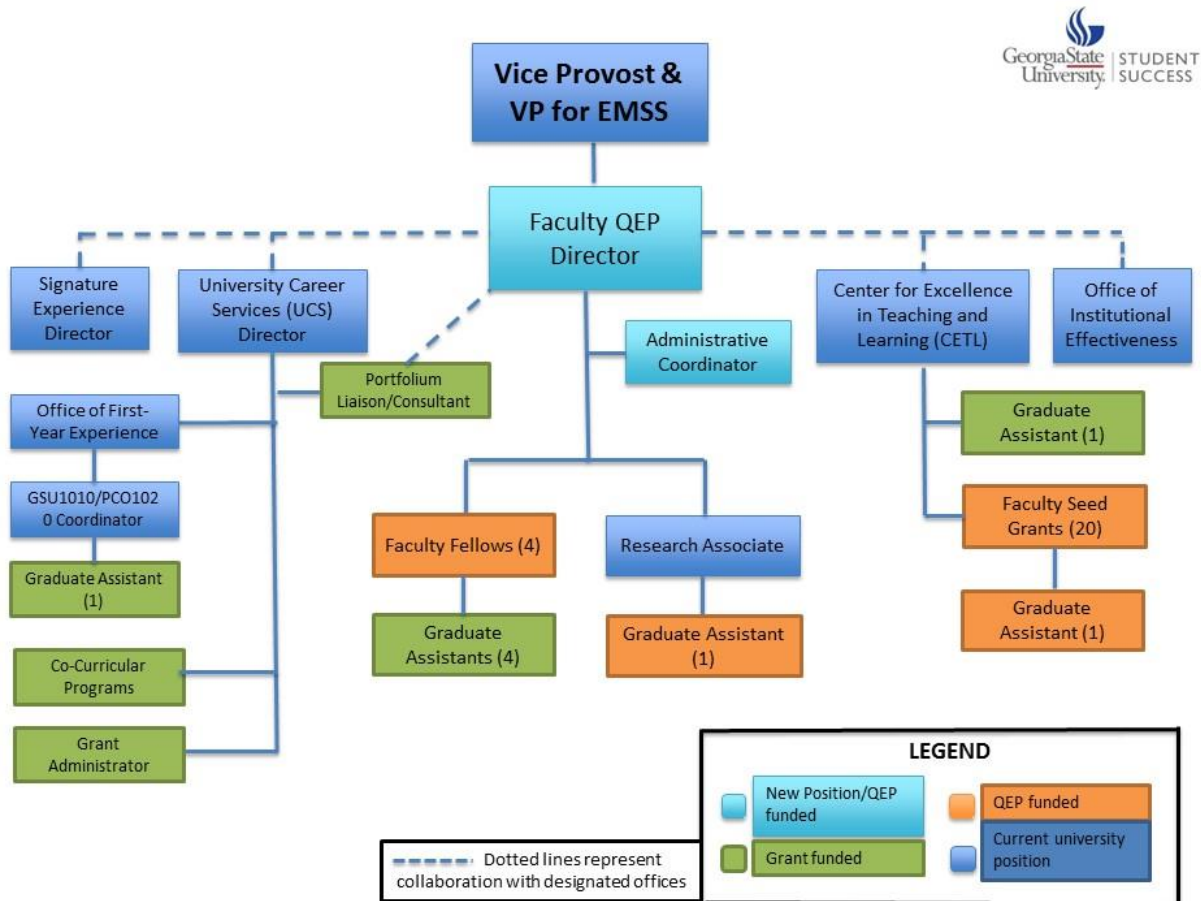 GeorgiaState
University
STUDENT
SUCCESS
Vice Provost &
VP for EMSS
Faculty QEP
Director
Signature
Experience
Director
University Career
Services (UCS)
Director
Center for Excellence
in Teaching and
Learning (CETL)
Office of
Institutional
Effectiveness
Administrative
Coordinator
Portfolium
Liaison/Consultant
Office of First-
Year Experience
Graduate
Assistant (1)
GSU1010/PCO102
0 Coordinator
Faculty Seed
Grants (20)
Faculty Fellows (4)
Research Associate
Graduate Assistant
(1)
Graduate
Assistants (4)
Graduate Assistant
(1)
Graduate
Assistant (1)
Co-Curricular
Programs
Grant
Administrator
LEGEND
New Position/QEP
funded
QEP funded
Grant funded
Current university
position
Dotted lines represent
collaboration with designated offices